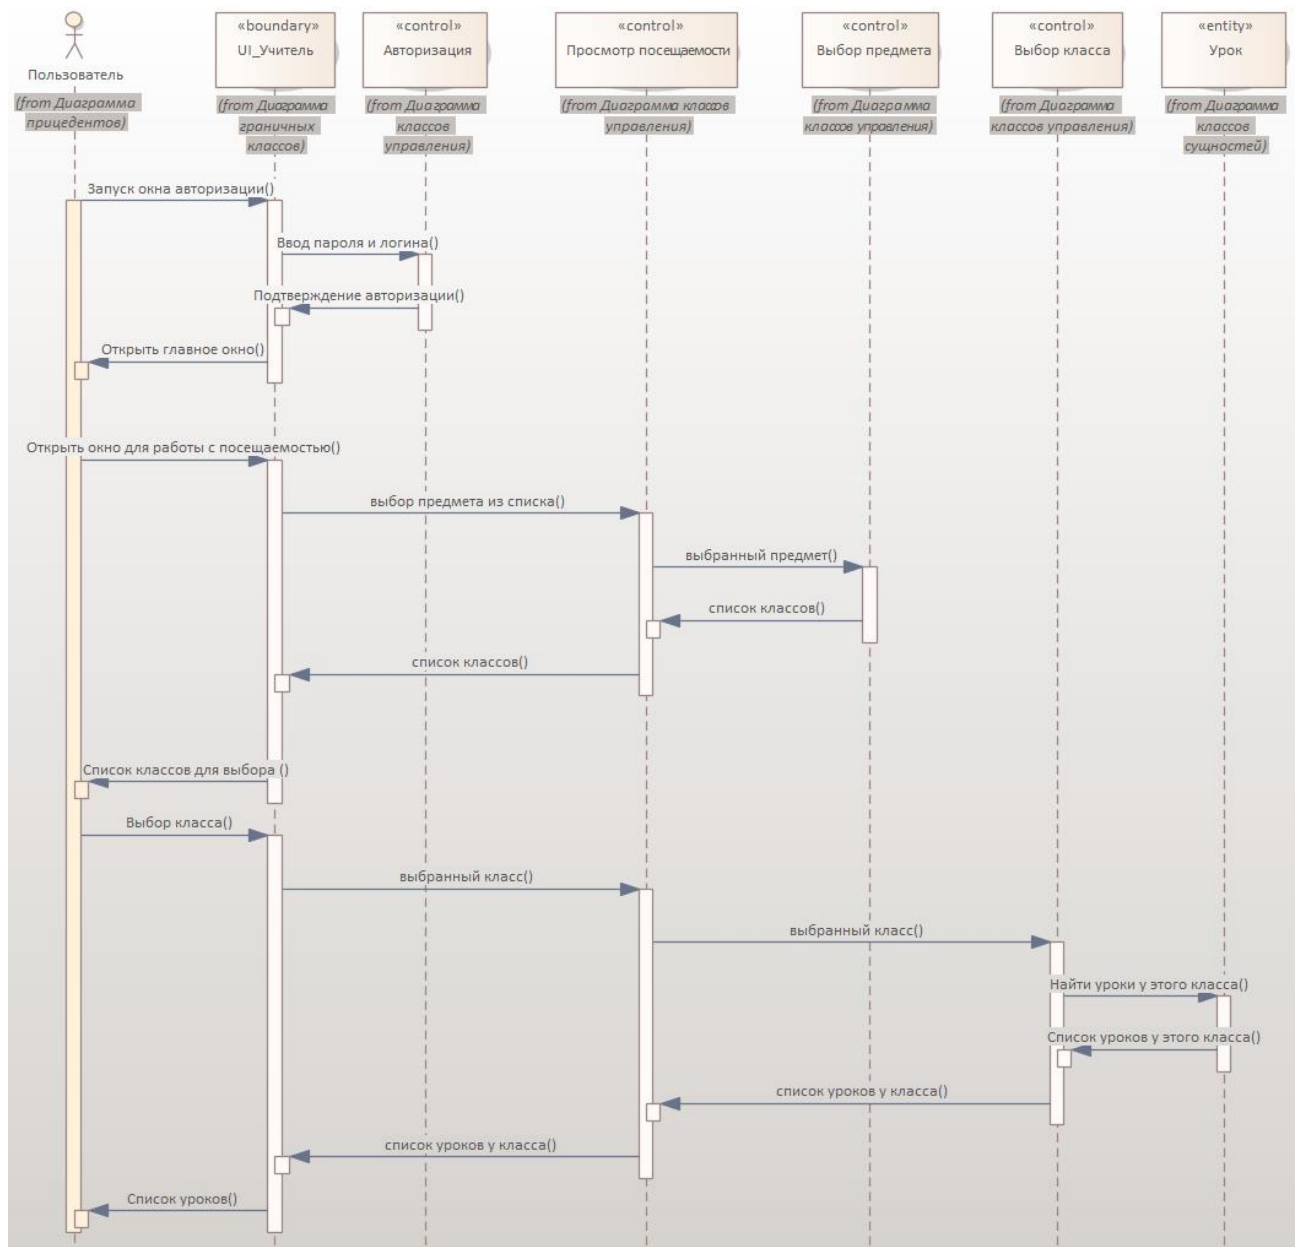 «boundary»
«control»
«control»
«control»
«control»
«entity»
UI_Учитель
Авторизация
Просмотр посещаемости
Выбор предмета
Выбор класса
Урок
Пользователь
(from Диаграмма
прицедентов)
(from Диаграмма
граничных
классов)
(from Диаграмма
классов
управления)
(from Диаграмма классов
управления)
(from Диаграмма
классов управления)
(from Диаграмма
классов управления)
(from Диаграмма
классов
сущностей)
Запуск окна авторизации()
Ввод пароля и логина()
Подтверждение авторизации()
Открыть главное окно()
Открыть окно для работы с посещаемостью()
выбор предмета из списка()
выбранный предмет()
список классов()
список классов()
Список классов для выбора ()
Выбор класса()
выбранный класс()
выбранный класс()
Найти уроки у этого класса()
Список уроков у этого класса()
список уроков у класса()
список уроков у класса()
Список уроков()